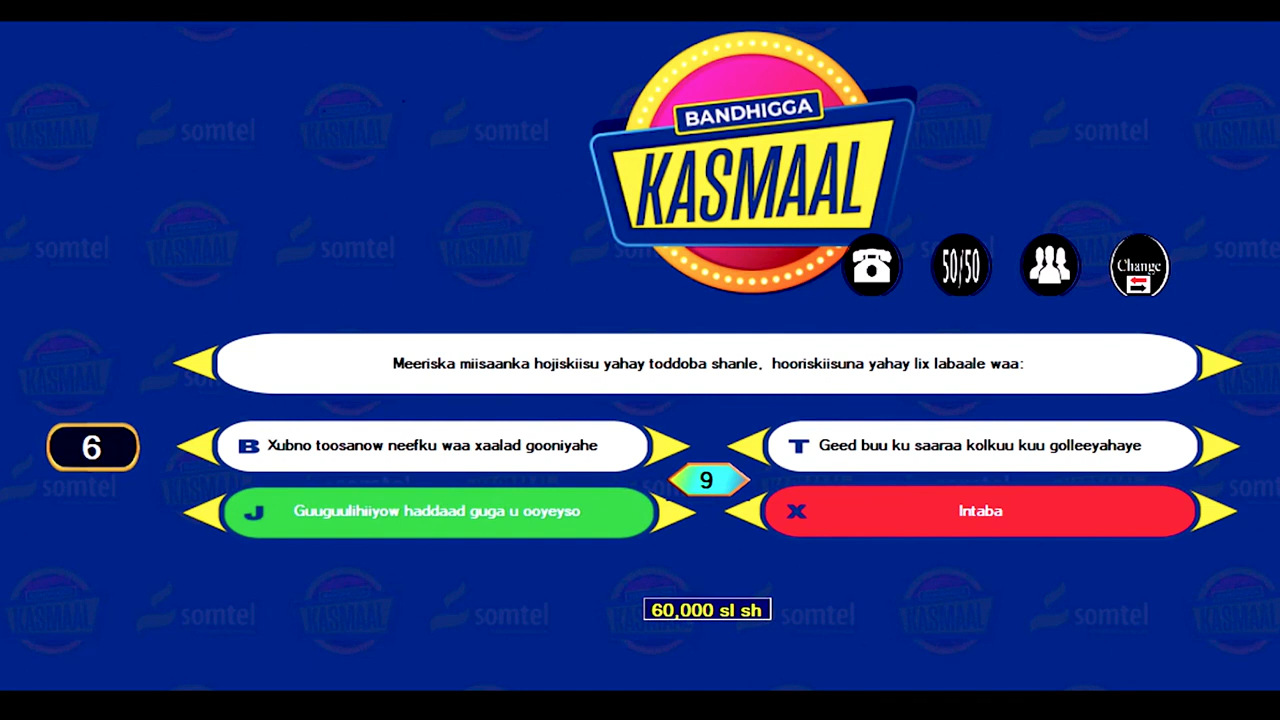 BANDHIGGA
KASMAAL
50/50
Change
Meeriska miisaanka hojiskiisu yahay toddoba shanle, hooriskiisuna yahay lix labaale waa:
6
B Xubno toosanow neefku waa xaalad gooniyahe
T Geed buu ku saaraa kolkuu kuu golleeyahaye
9
J Guuguulihiiyow haddaad guga u ooyeyso
X Intaba
60,000 sl sh
somtel